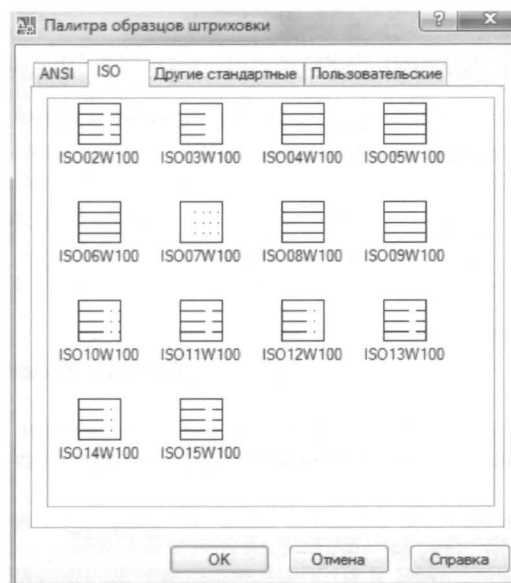 Палитра образцов штриховки
ANSI ISO Другие стандартные Пользовательские
ISO02W100 ISO03W100 ISO04W100 ISO05W100
ISO06W100 ISO07W100 ISO08W100 ISO09W100
ISO10W100 ISO11W100 ISO12W100 ISO13W100
ISO14W100 ISO15W100
OK Отмена Справка